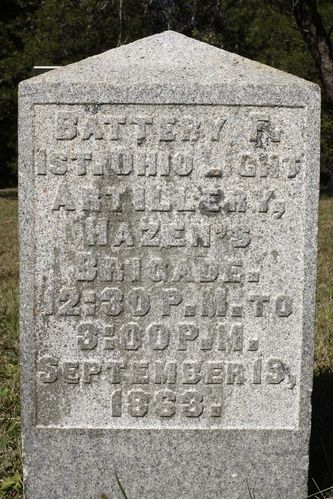 BATTERY F.
1ST. OHIO LIGHT
ARTILLERY,
HAZEN'S
BRIGADE.
12:30 P.M. TO
3:00 P.M.
SEPTEMBER 19,
1863.